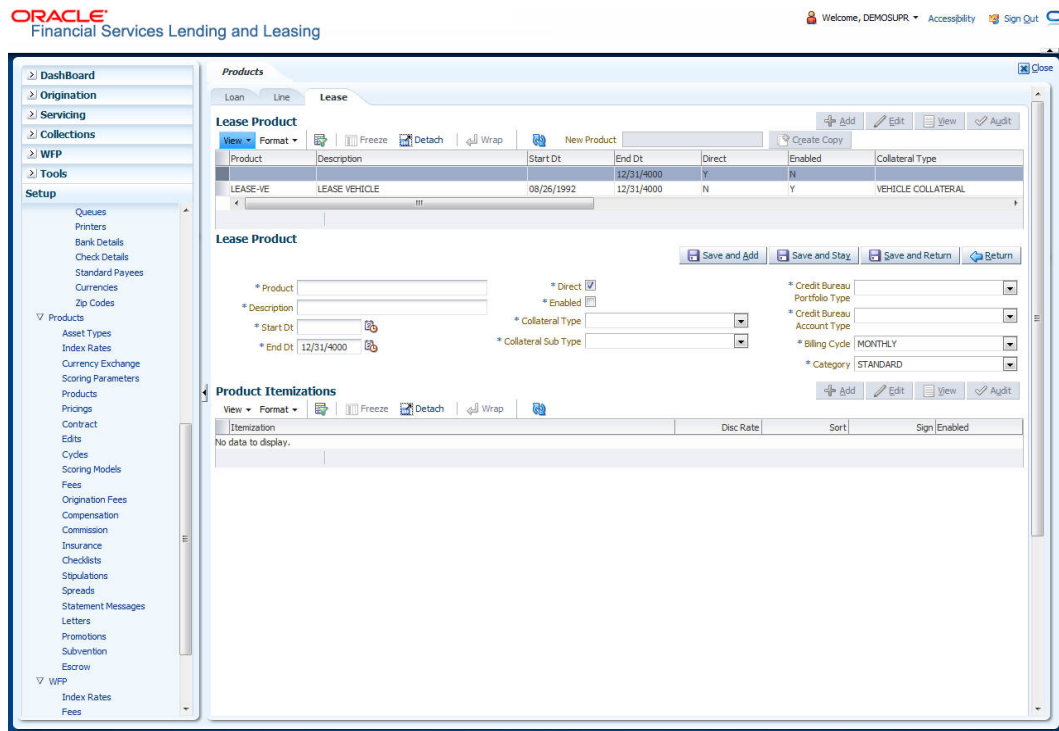 ORACLE
Financial Services Lending and Leasing
Welcome, DEMOSUPR Accessibility Sign Out
DashBoard
Origination
Servicing
Collections
WFP
Tools
Setup
Queues
Printers
Bank Details
Check Details
Standard Payees
Currencies
Zip Codes
Products
Asset Types
Index Rates
Currency Exchange
Scoring Parameters
Products
Pricings
Contract
Edits
Cycles
Scoring Models
Fees
Origination Fees
Compensation
Commission
Insurance
Checklists
Stipulations
Spreads
Statement Messages
Letters
Promotions
Subvention
Escrow
WFP
Index Rates
Fees
Products Close
Loan Line Lease
Lease Product Add Edit View Audit
View Format Freeze Detach Wrap New Product Create Copy
Product Description Start Dt End Dt Direct Enabled Collateral Type
12/31/4000 Y N
LEASE-VE LEASE VEHICLE 08/26/1992 12/31/4000 N Y VEHICLE COLLATERAL
Lease Product
Save and Add Save and Stay Save and Return Return
* Product
* Description
* Start Dt
* End Dt 12/31/4000
* Direct
* Enabled
* Collateral Type
* Collateral Sub Type
* Credit Bureau
Portfolio Type
* Credit Bureau
Account Type
* Billing Cycle MONTHLY
* Category STANDARD
Product Itemizations Add Edit View Audit
View Format Freeze Detach Wrap
Itemization Disc Rate Sort Sign Enabled
No data to display.